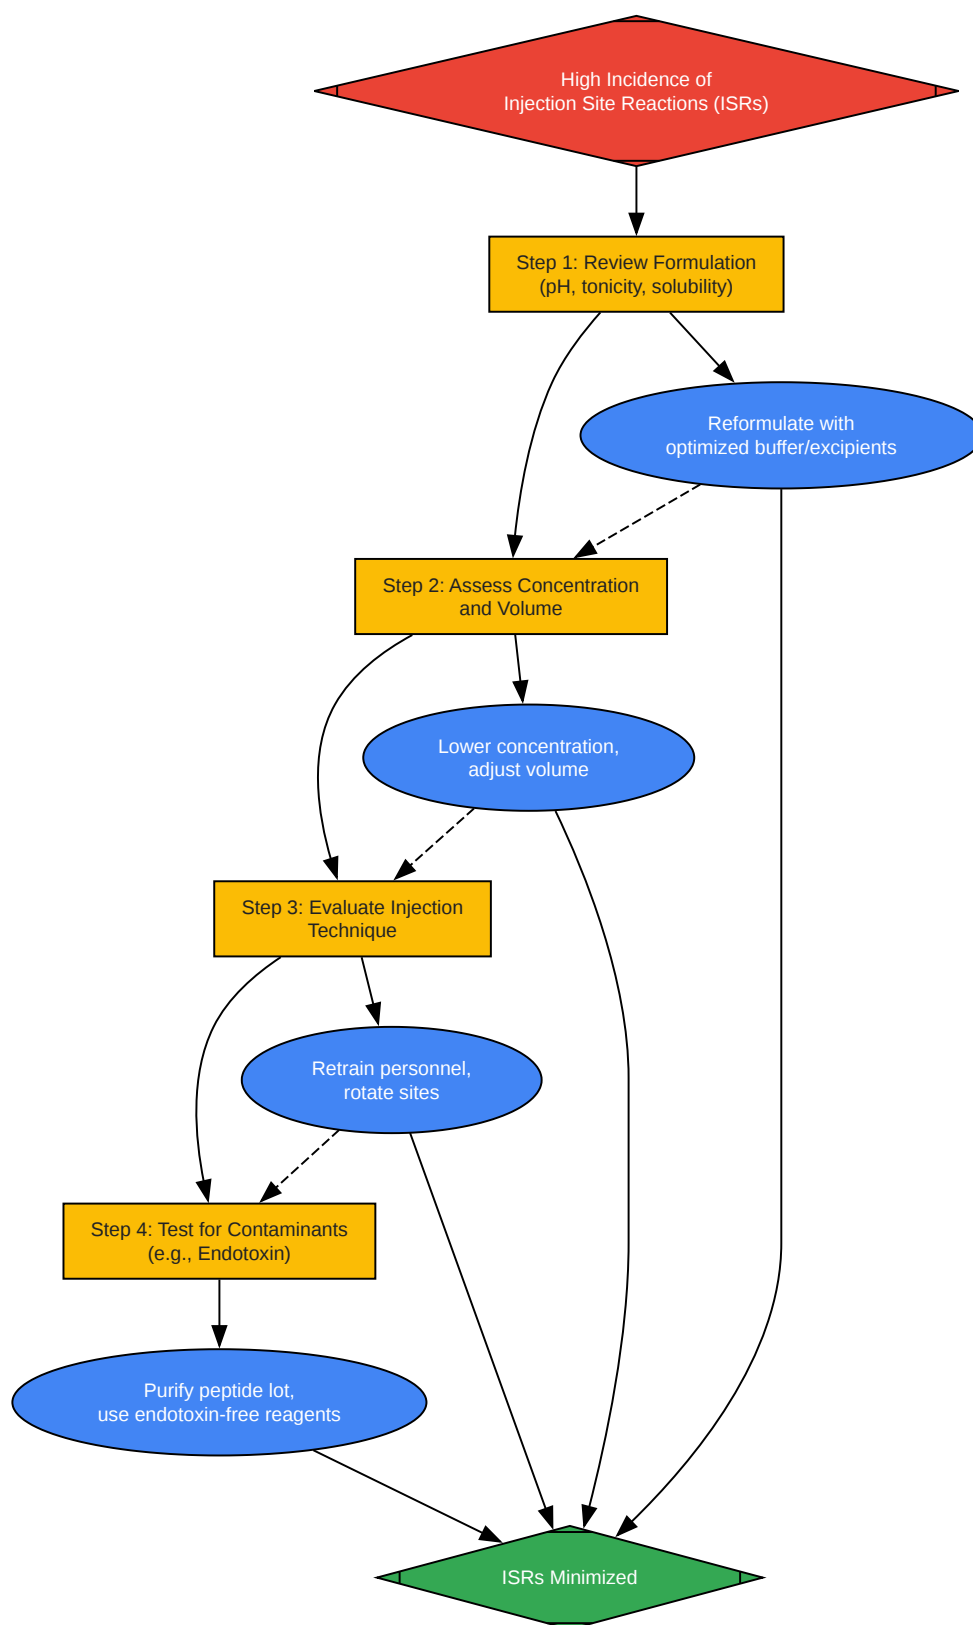 High Incidence of
Injection Site Reactions (ISRs)
Step 1: Review Formulation
(pH, tonicity, solubility)
Reformulate with
optimized buffer/excipients
Step 2: Assess Concentration
and Volume
Lower concentration,
adjust volume
Step 3: Evaluate Injection
Technique
Retrain personnel,
rotate sites
Step 4: Test for Contaminants
(e.g., Endotoxin)
Purify peptide lot,
use endotoxin-free reagents
ISRs Minimized